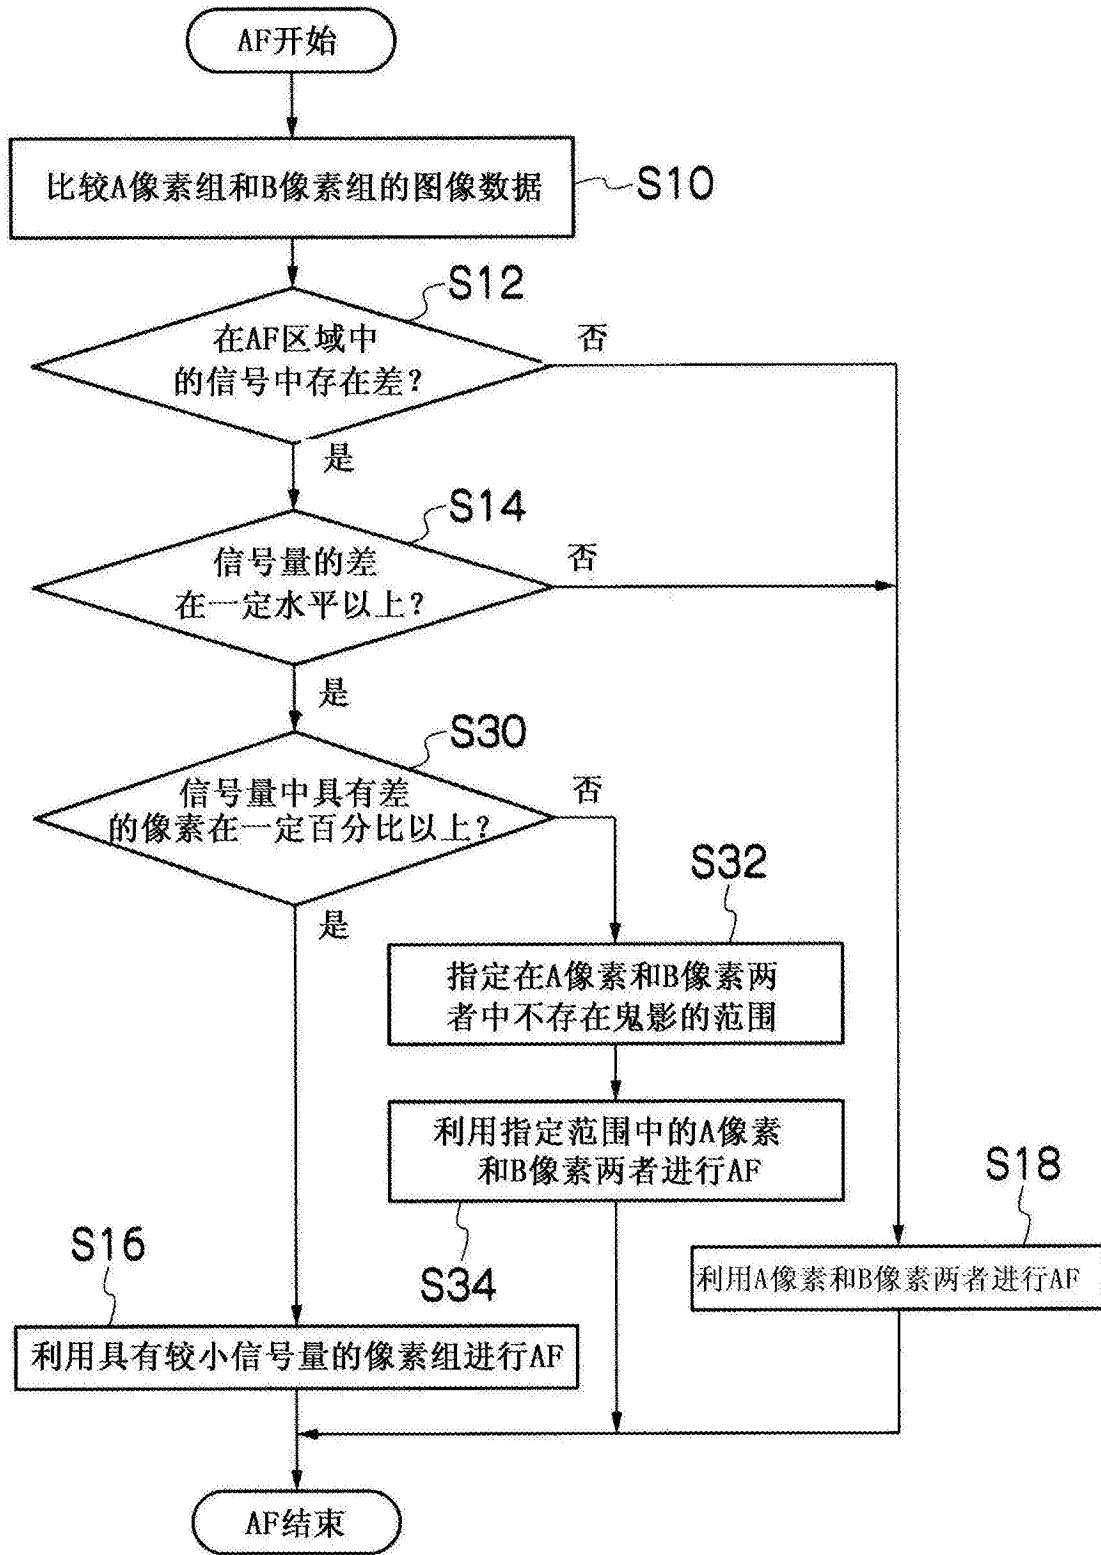 AF开始
比较A像素组和B像素组的图像数据
S10
S12
在AF区域中
的信号中存在差？
否
是
S14
信号量的差
在一定水平以上？
否
是
S30
信号量中具有差
的像素在一定百分比以上？
否
是
S32
指定在A像素和B像素两
者中不存在鬼影的范围
利用指定范围中的A像素
和B像素两者进行AF
S34
S18
利用A像素和B像素两者进行AF
S16
利用具有较小信号量的像素组进行AF
AF结束